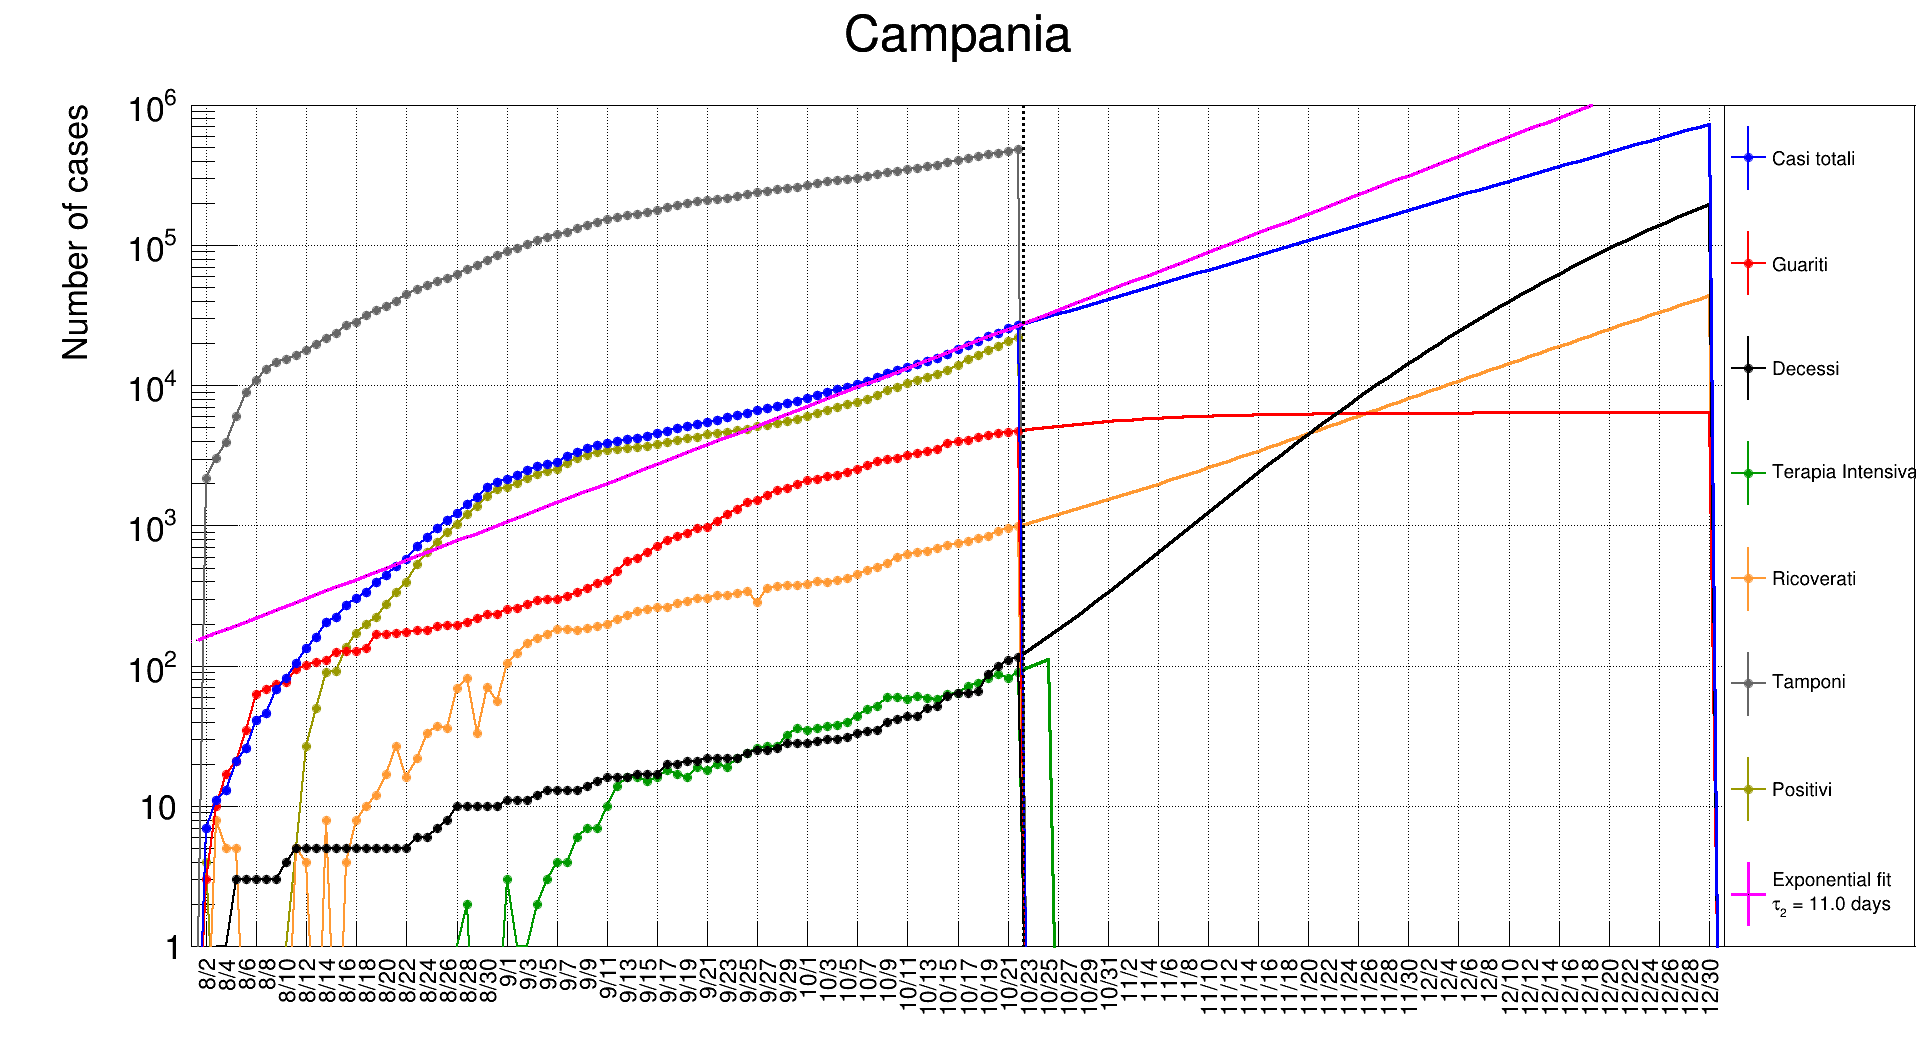 Campania
Number of cases
10^6
10^5
10^4
10^3
10^2
10
1
8/2 8/4 8/6 8/8 8/10 8/12 8/14 8/16 8/18 8/20 8/22 8/24 8/26 8/28 8/30 9/1 9/3 9/5 9/7 9/9 9/11 9/13 9/15 9/17 9/19 9/21 9/23 9/25 9/27 9/29 10/1 10/3 10/5 10/7 10/9 10/11 10/13 10/15 10/17 10/19 10/21 10/23 10/25 10/27 10/29 10/31 11/2 11/4 11/6 11/8 11/10 11/12 11/14 11/16 11/18 11/20 11/22 11/24 11/26 11/28 11/30 12/2 12/4 12/6 12/8 12/10 12/12 12/14 12/16 12/18 12/20 12/22 12/24 12/26 12/28 12/30
Casi totali
Guariti
Decessi
Terapia Intensiva
Ricoverati
Tamponi
Positivi
Exponential fit
τ_2 = 11.0 days